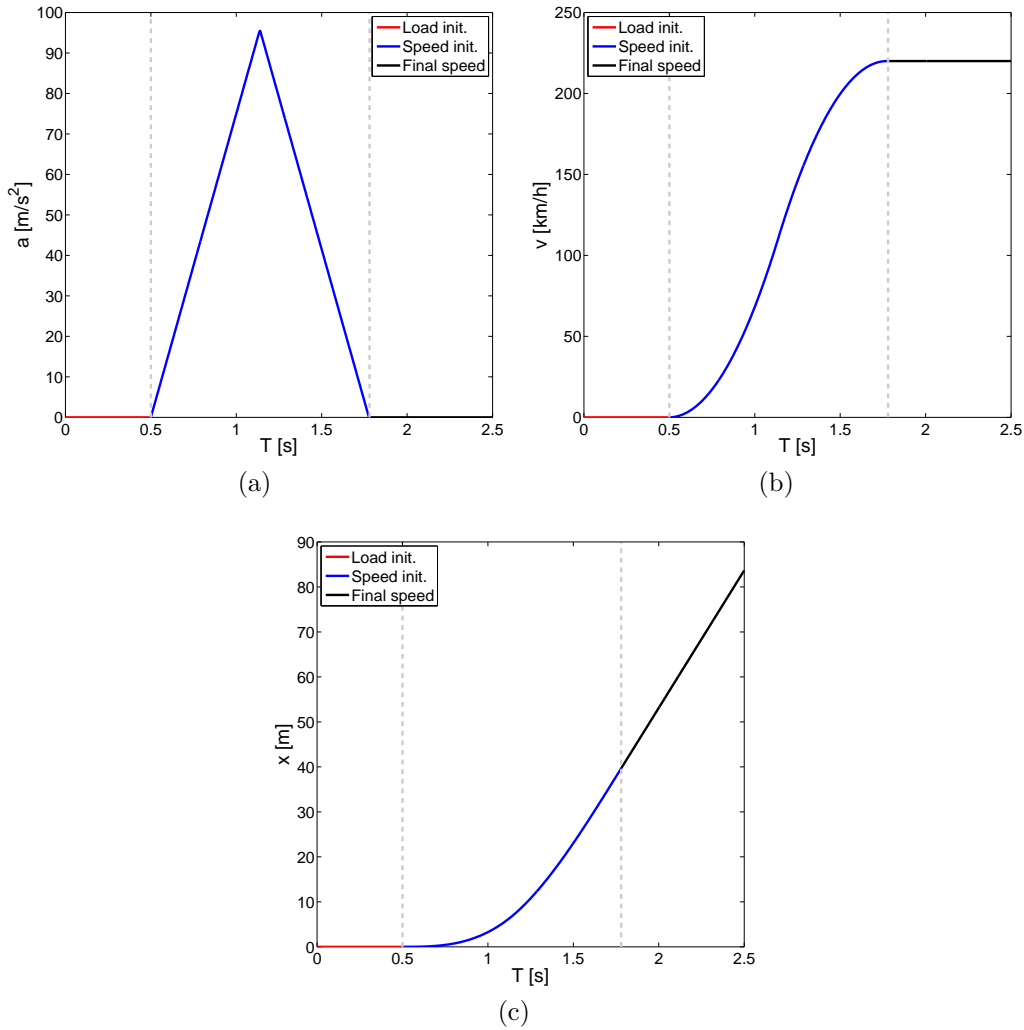 100
90
80
70
60
50
40
30
20
10
0
a [m/s²]
0 0.5 1 1.5 2 2.5
T [s]
Load init.
Speed init.
Final speed
(a)
250
200
150
100
50
0
v [km/h]
0 0.5 1 1.5 2 2.5
T [s]
Load init.
Speed init.
Final speed
(b)
90
80
70
60
50
40
30
20
10
0
x [m]
0 0.5 1 1.5 2 2.5
T [s]
Load init.
Speed init.
Final speed
(c)